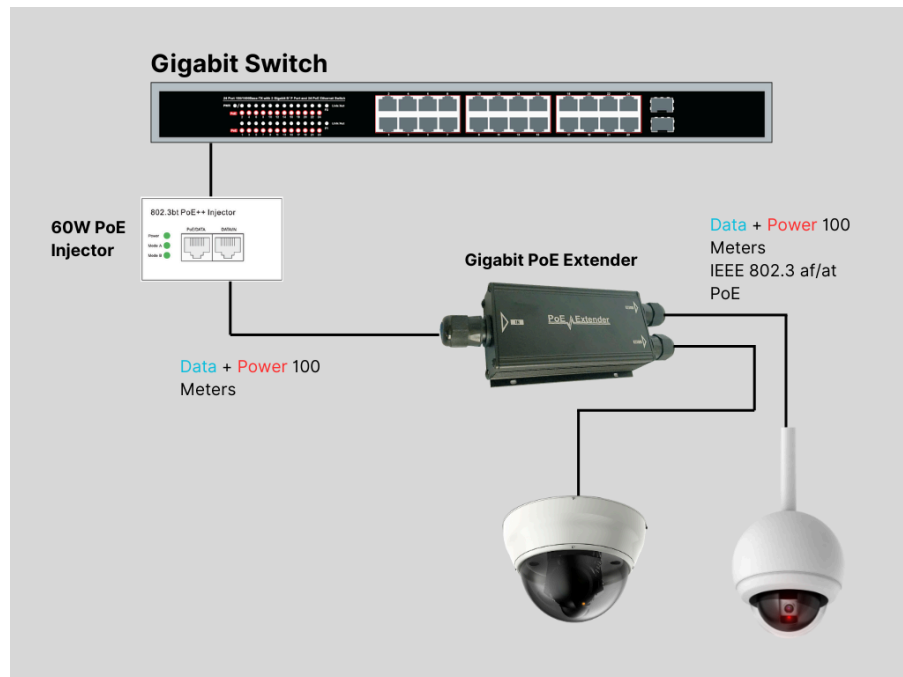 Gigabit Switch
802.3bt PoE++ Injector
PoE/DATA DATA/IN
Power
Mode A
Mode B
60W PoE
Injector
Data + Power 100
Meters
Gigabit PoE Extender
PoE Extender
IN
Data + Power 100
Meters
IEEE 802.3 af/at
PoE